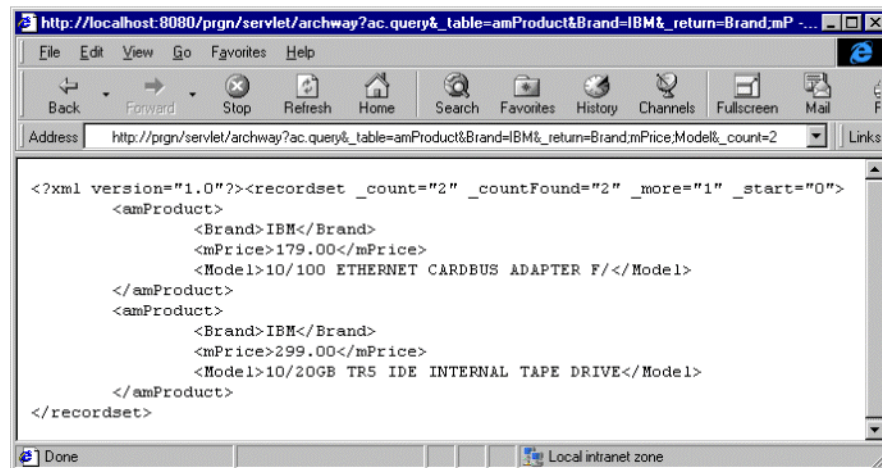 http://localhost:8080/prgn/servlet/archway?ac.query&_table=amProduct&Brand=IBM&_return=Brand;mP - ...
File Edit View Go Favorites Help
Back Forward Stop Refresh Home Search Favorites History Channels Fullscreen Mail
Address http://prgn/servlet/archway?ac.query&_table=amProduct&Brand=IBM&_return=Brand;mPrice;Model&_count=2 Links
<?xml version="1.0"?><recordset _count="2" _countFound="2" _more="1" _start="0">
<amProduct>
<Brand>IBM</Brand>
<mPrice>179.00</mPrice>
<Model>10/100 ETHERNET CARDBUS ADAPTER F/</Model>
</amProduct>
<amProduct>
<Brand>IBM</Brand>
<mPrice>299.00</mPrice>
<Model>10/20GB TR5 IDE INTERNAL TAPE DRIVE</Model>
</amProduct>
</recordset>
Done Local intranet zone